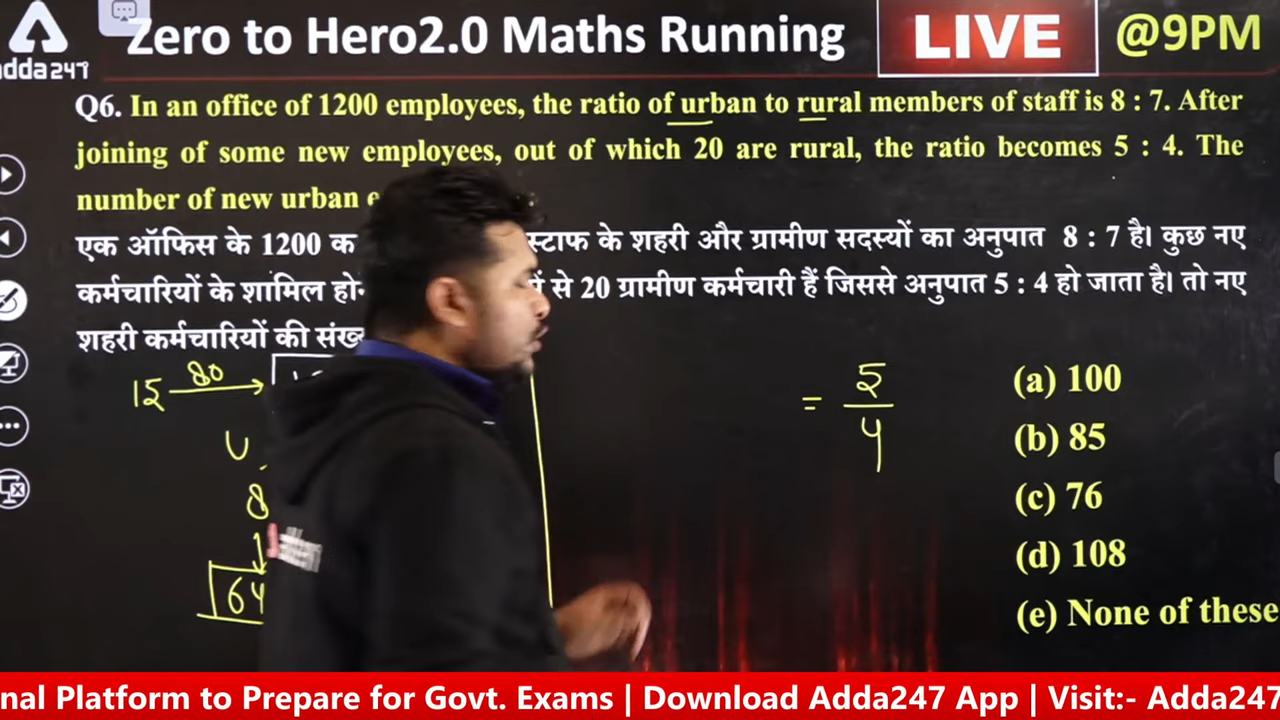 adda247
Zero to Hero2.0 Maths Running
LIVE
@9PM
Q6. In an office of 1200 employees, the ratio of urban to rural members of staff is 8 : 7. After
joining of some new employees, out of which 20 are rural, the ratio becomes 5 : 4. The
number of new urban
एक ऑफिस के 1200 स्टाफ के शहरी और ग्रामीण सदस्यों का अनुपात 8 : 7 है। कुछ नए
कर्मचारियों के शामिल से 20 ग्रामीण कर्मचारी हैं जिससे अनुपात 5 : 4 हो जाता है। तो नए
शहरी कर्मचारियों की
15 80
U
8
64
= 5
4
(a) 100
(b) 85
(c) 76
(d) 108
(e) None of these
nal Platform to Prepare for Govt. Exams | Download Adda247 App | Visit:- Adda247